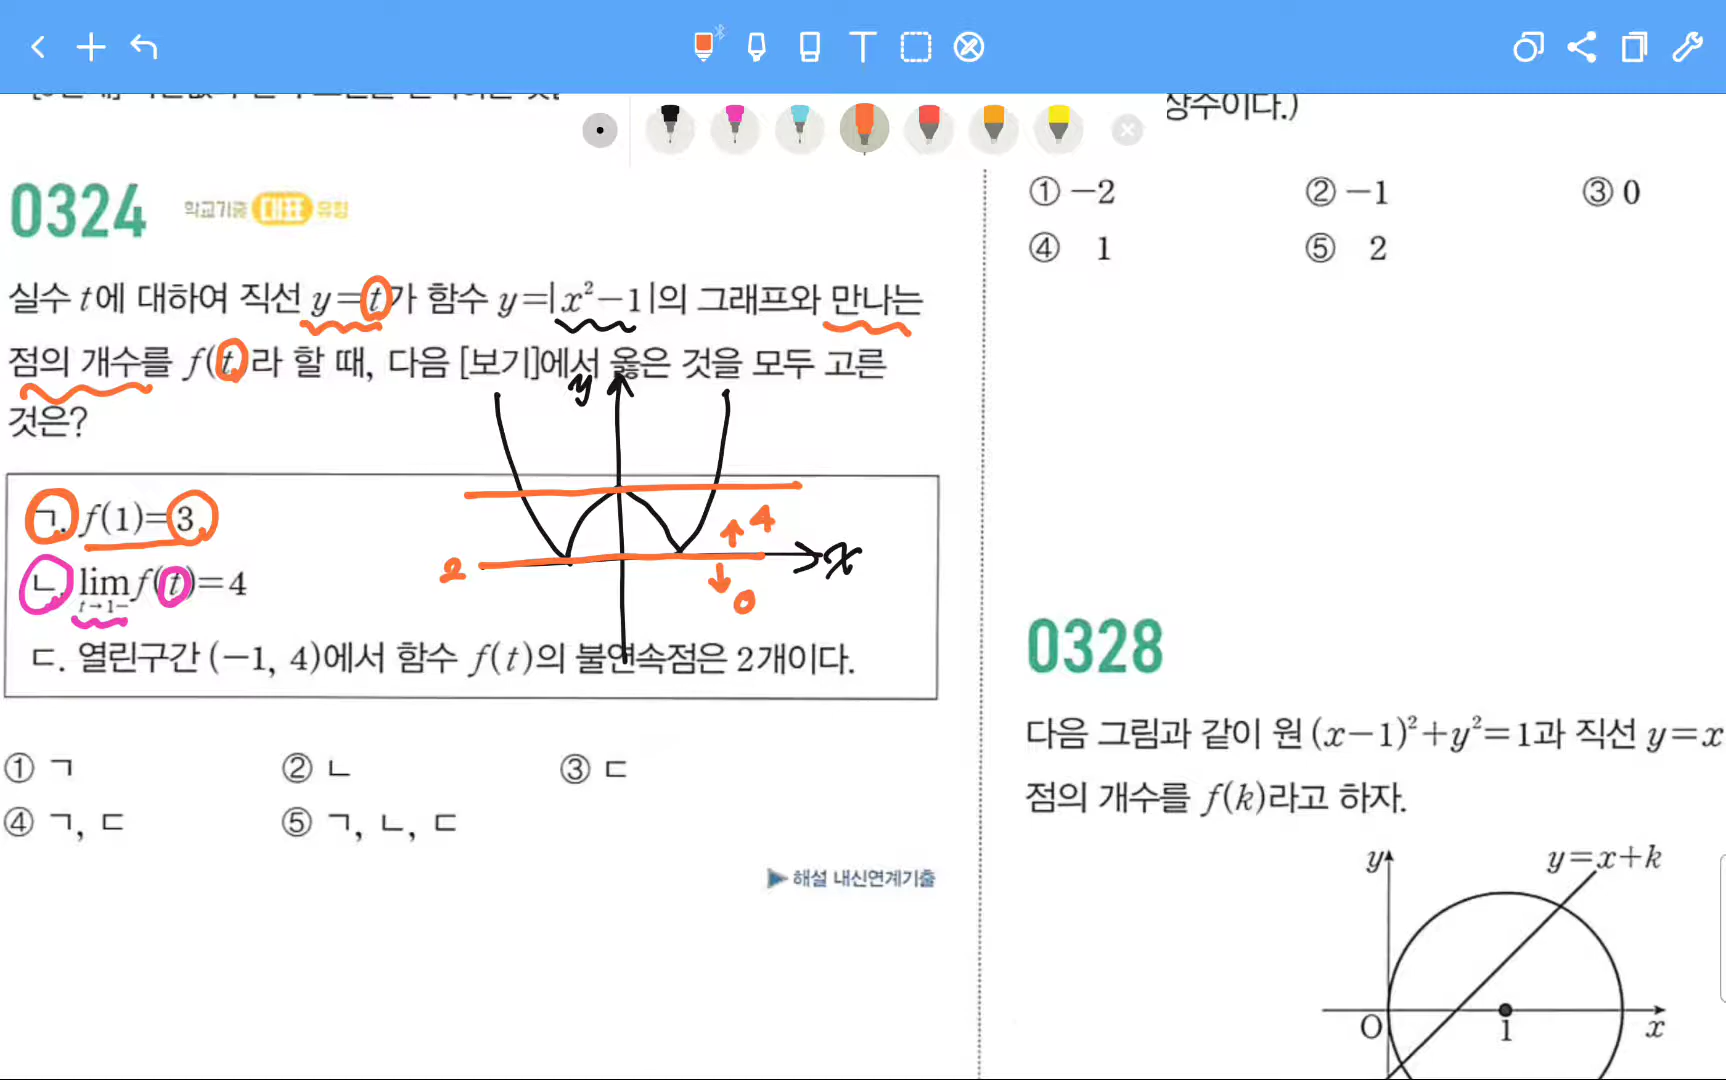 상수이다.)
① −2 ② −1 ③ 0
④ 1 ⑤ 2
0324 학교기출 대표 유형
실수 t에 대하여 직선 y=t가 함수 y=|x²−1|의 그래프와 만나는
점의 개수를 f(t)라 할 때, 다음 [보기]에서 옳은 것을 모두 고른
것은?
y
ㄱ. f(1)=3
ㄴ. lim f(t)=4
t→1−
ㄷ. 열린구간 (−1, 4)에서 함수 f(t)의 불연속점은 2개이다.
4
2
x
0
① ㄱ ② ㄴ ③ ㄷ
④ ㄱ, ㄷ ⑤ ㄱ, ㄴ, ㄷ
▶ 해설 내신연계기출
0328
다음 그림과 같이 원 (x−1)²+y²=1과 직선 y=x
점의 개수를 f(k)라고 하자.
y
y=x+k
O
1
x